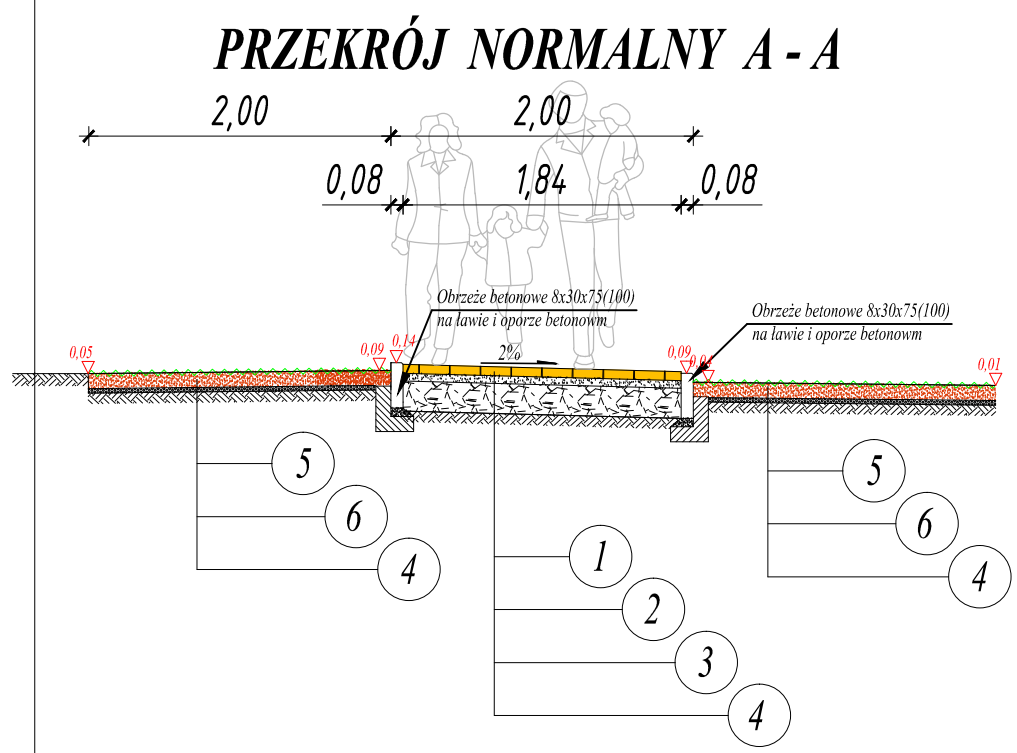 PRZEKRÓJ NORMALNY A - A
2,00 2,00
0,08 1,84 0,08
Obrzeże betonowe 8x30x75(100)
na ławie i oporze betonowm
Obrzeże betonowe 8x30x75(100)
na ławie i oporze betonowm
0,05 0,09 0,14 2% 0,09 0,04 0,01
5 5
6 6
4 1 4
2
3
4